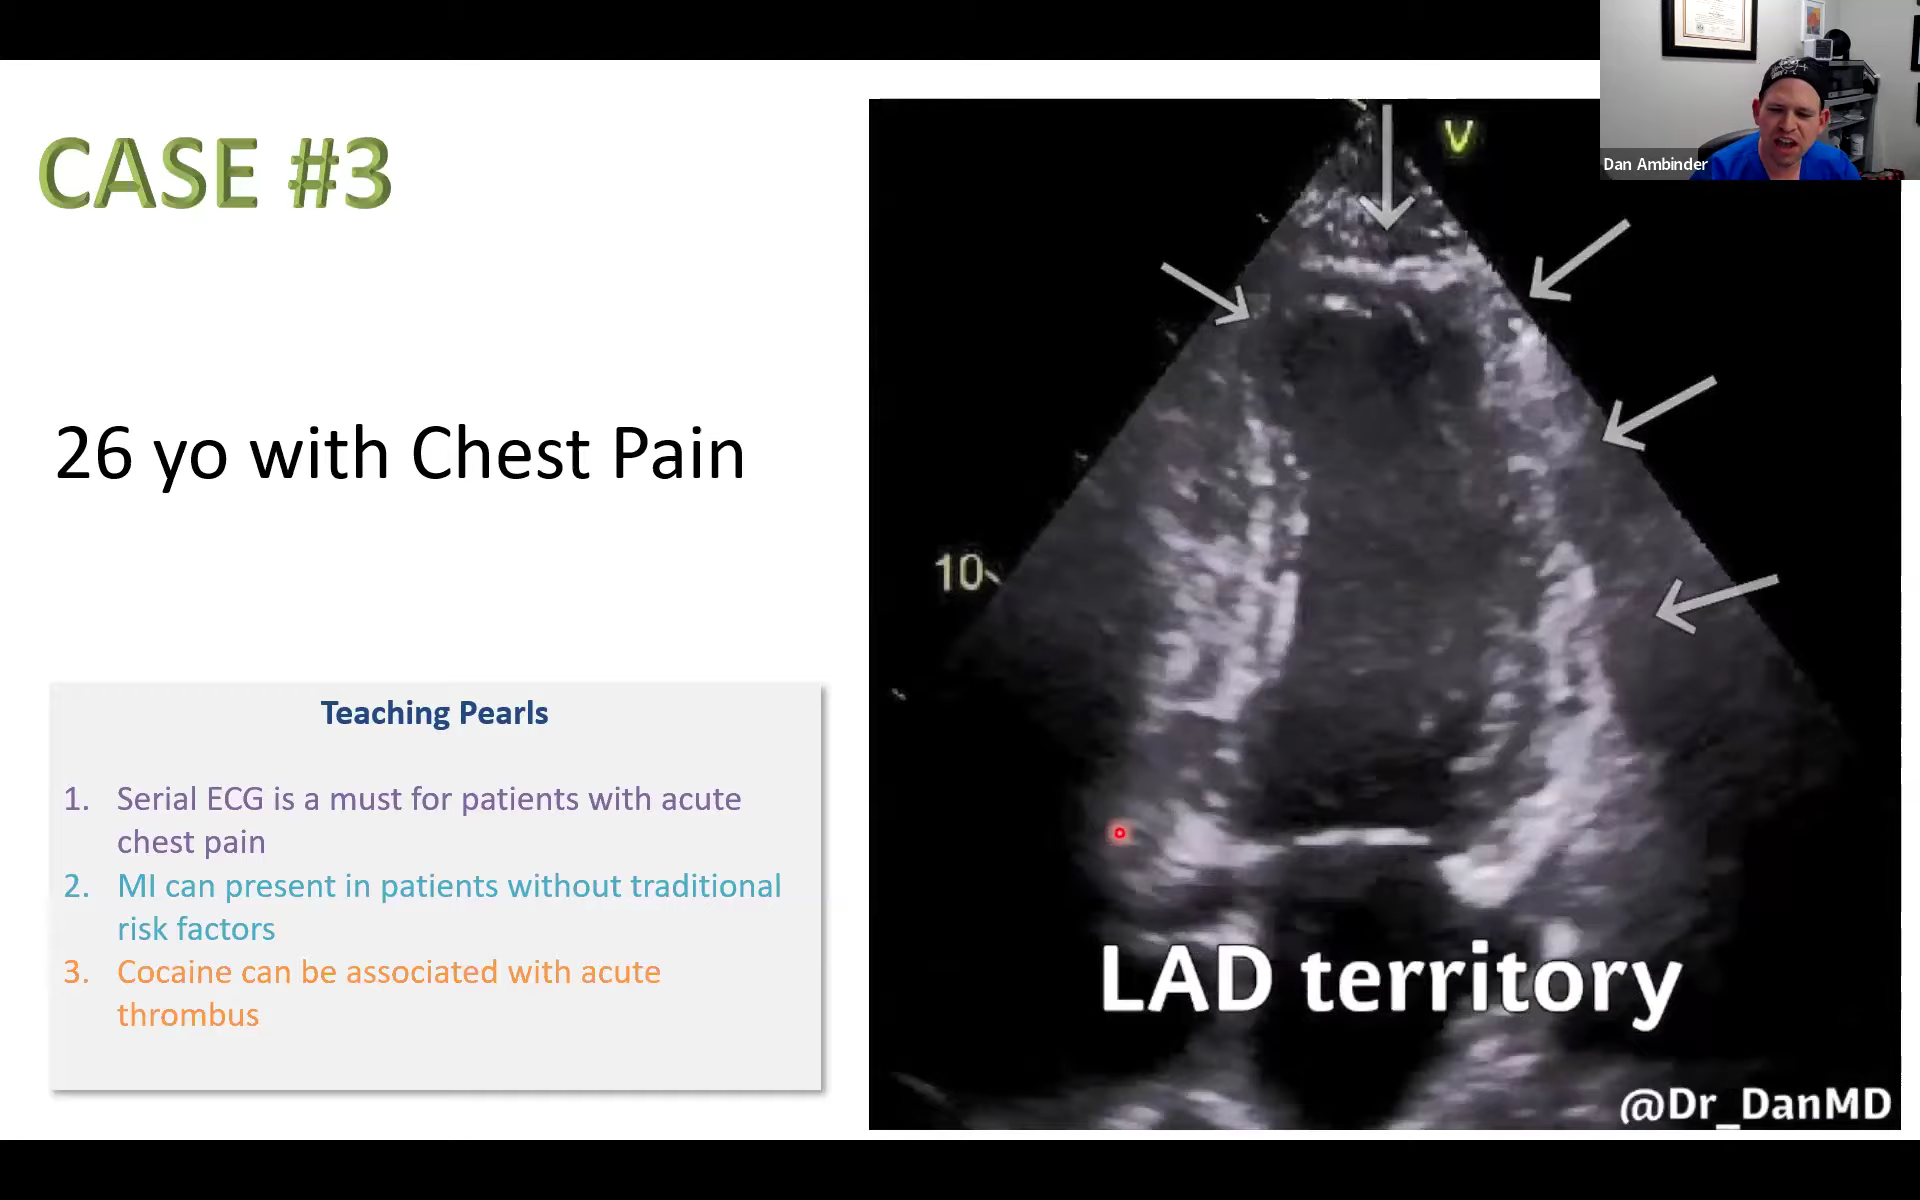 CASE #3
26 yo with Chest Pain
Teaching Pearls
1. Serial ECG is a must for patients with acute
chest pain
2. MI can present in patients without traditional
risk factors
3. Cocaine can be associated with acute
thrombus
V
10
LAD territory
@Dr_DanMD
Dan Ambinder